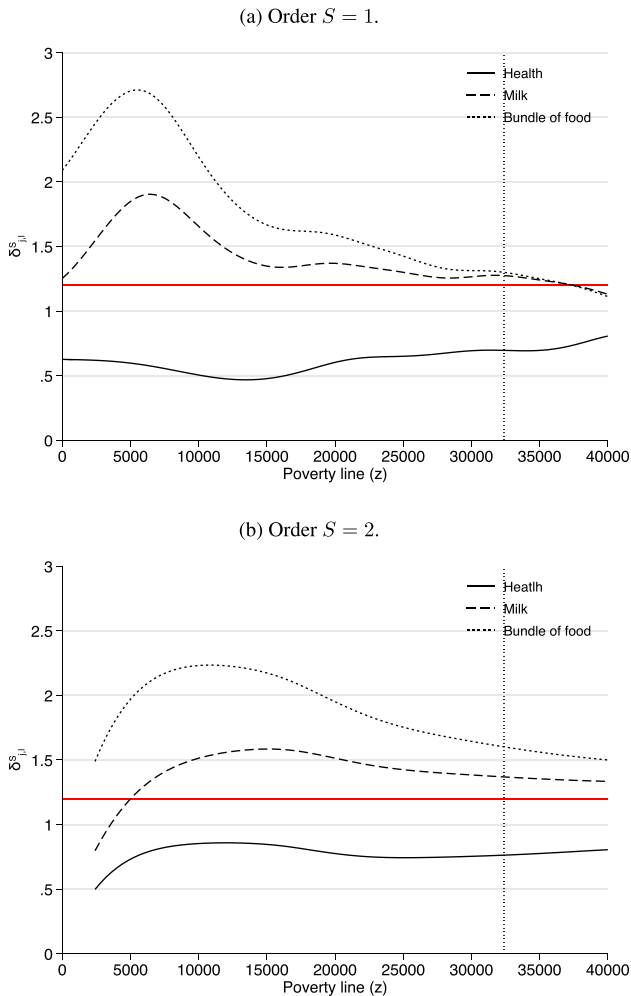 (a) Order S = 1.
3
2.5
2
1.5
1
.5
0
δˢⱼ,ₗ
Health
Milk
Bundle of food
0 5000 10000 15000 20000 25000 30000 35000 40000
Poverty line (z)
(b) Order S = 2.
3
2.5
2
1.5
1
.5
0
δˢⱼ,ₗ
Heatlh
Milk
Bundle of food
0 5000 10000 15000 20000 25000 30000 35000 40000
Poverty line (z)